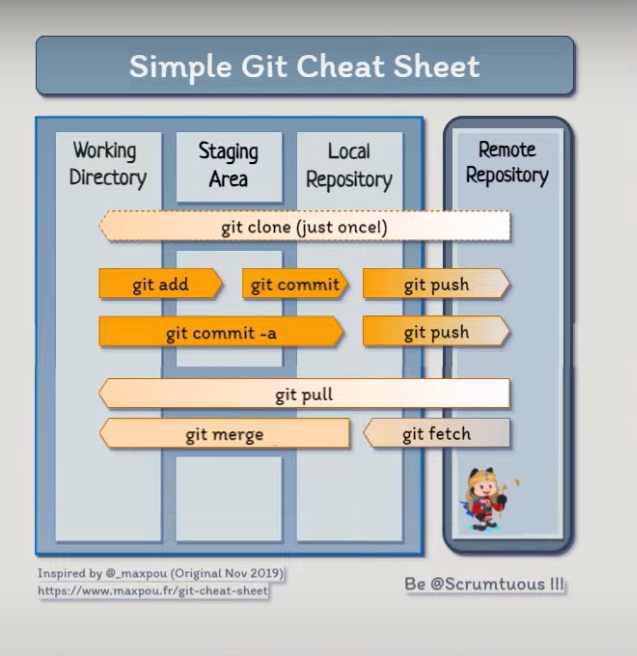 Simple Git Cheat Sheet
Working
Directory
Staging
Area
Local
Repository
Remote
Repository
git clone (just once!)
git add
git commit
git push
git commit -a
git push
git pull
git merge
git fetch
Inspired by @_maxpou (Original Nov 2019)
https://www.maxpou.fr/git-cheat-sheet
Be @Scrumtuous !!!